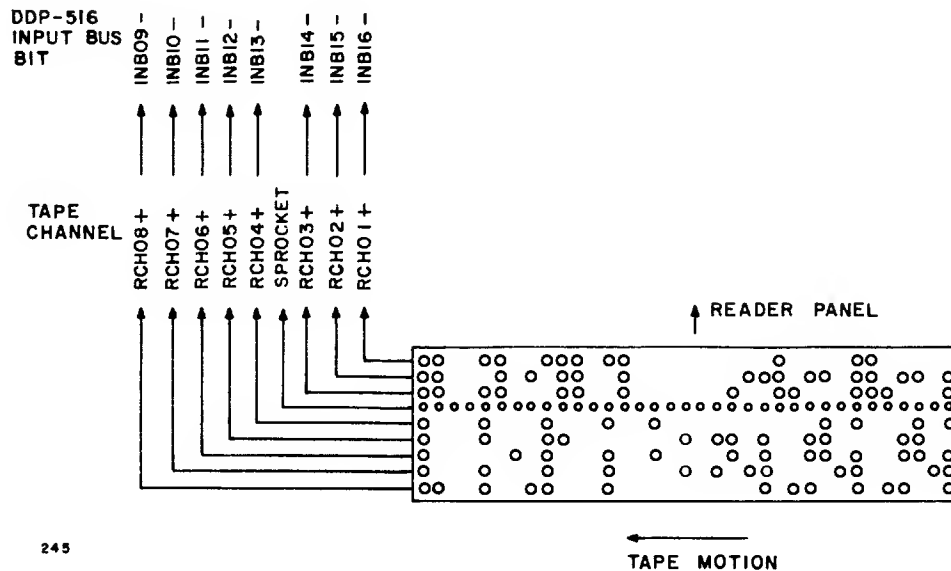 DDP-516
INPUT BUS
BIT
INB09-
INB10-
INB11-
INB12-
INB13-
INB14-
INB15-
INB16-
TAPE
CHANNEL
RCH08+
RCH07+
RCH06+
RCH05+
RCH04+
SPROCKET
RCH03+
RCH02+
RCH01+
READER PANEL
245
TAPE MOTION